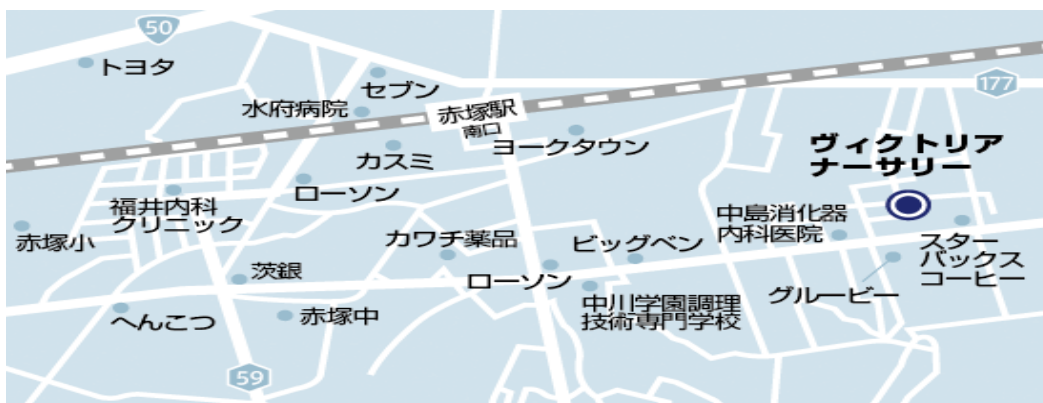 50
トヨタ
セブン
水府病院
赤塚駅
南口
177
ヨークタウン
ヴィクトリア
ナーサリー
カスミ
ローソン
福井内科
クリニック
赤塚小
カワチ薬品
ビッグベン
中島消化器
内科医院
スター
バックス
コーヒー
茨銀
ローソン
グルービー
へんこつ
赤塚中
中川学園調理
技術専門学校
59